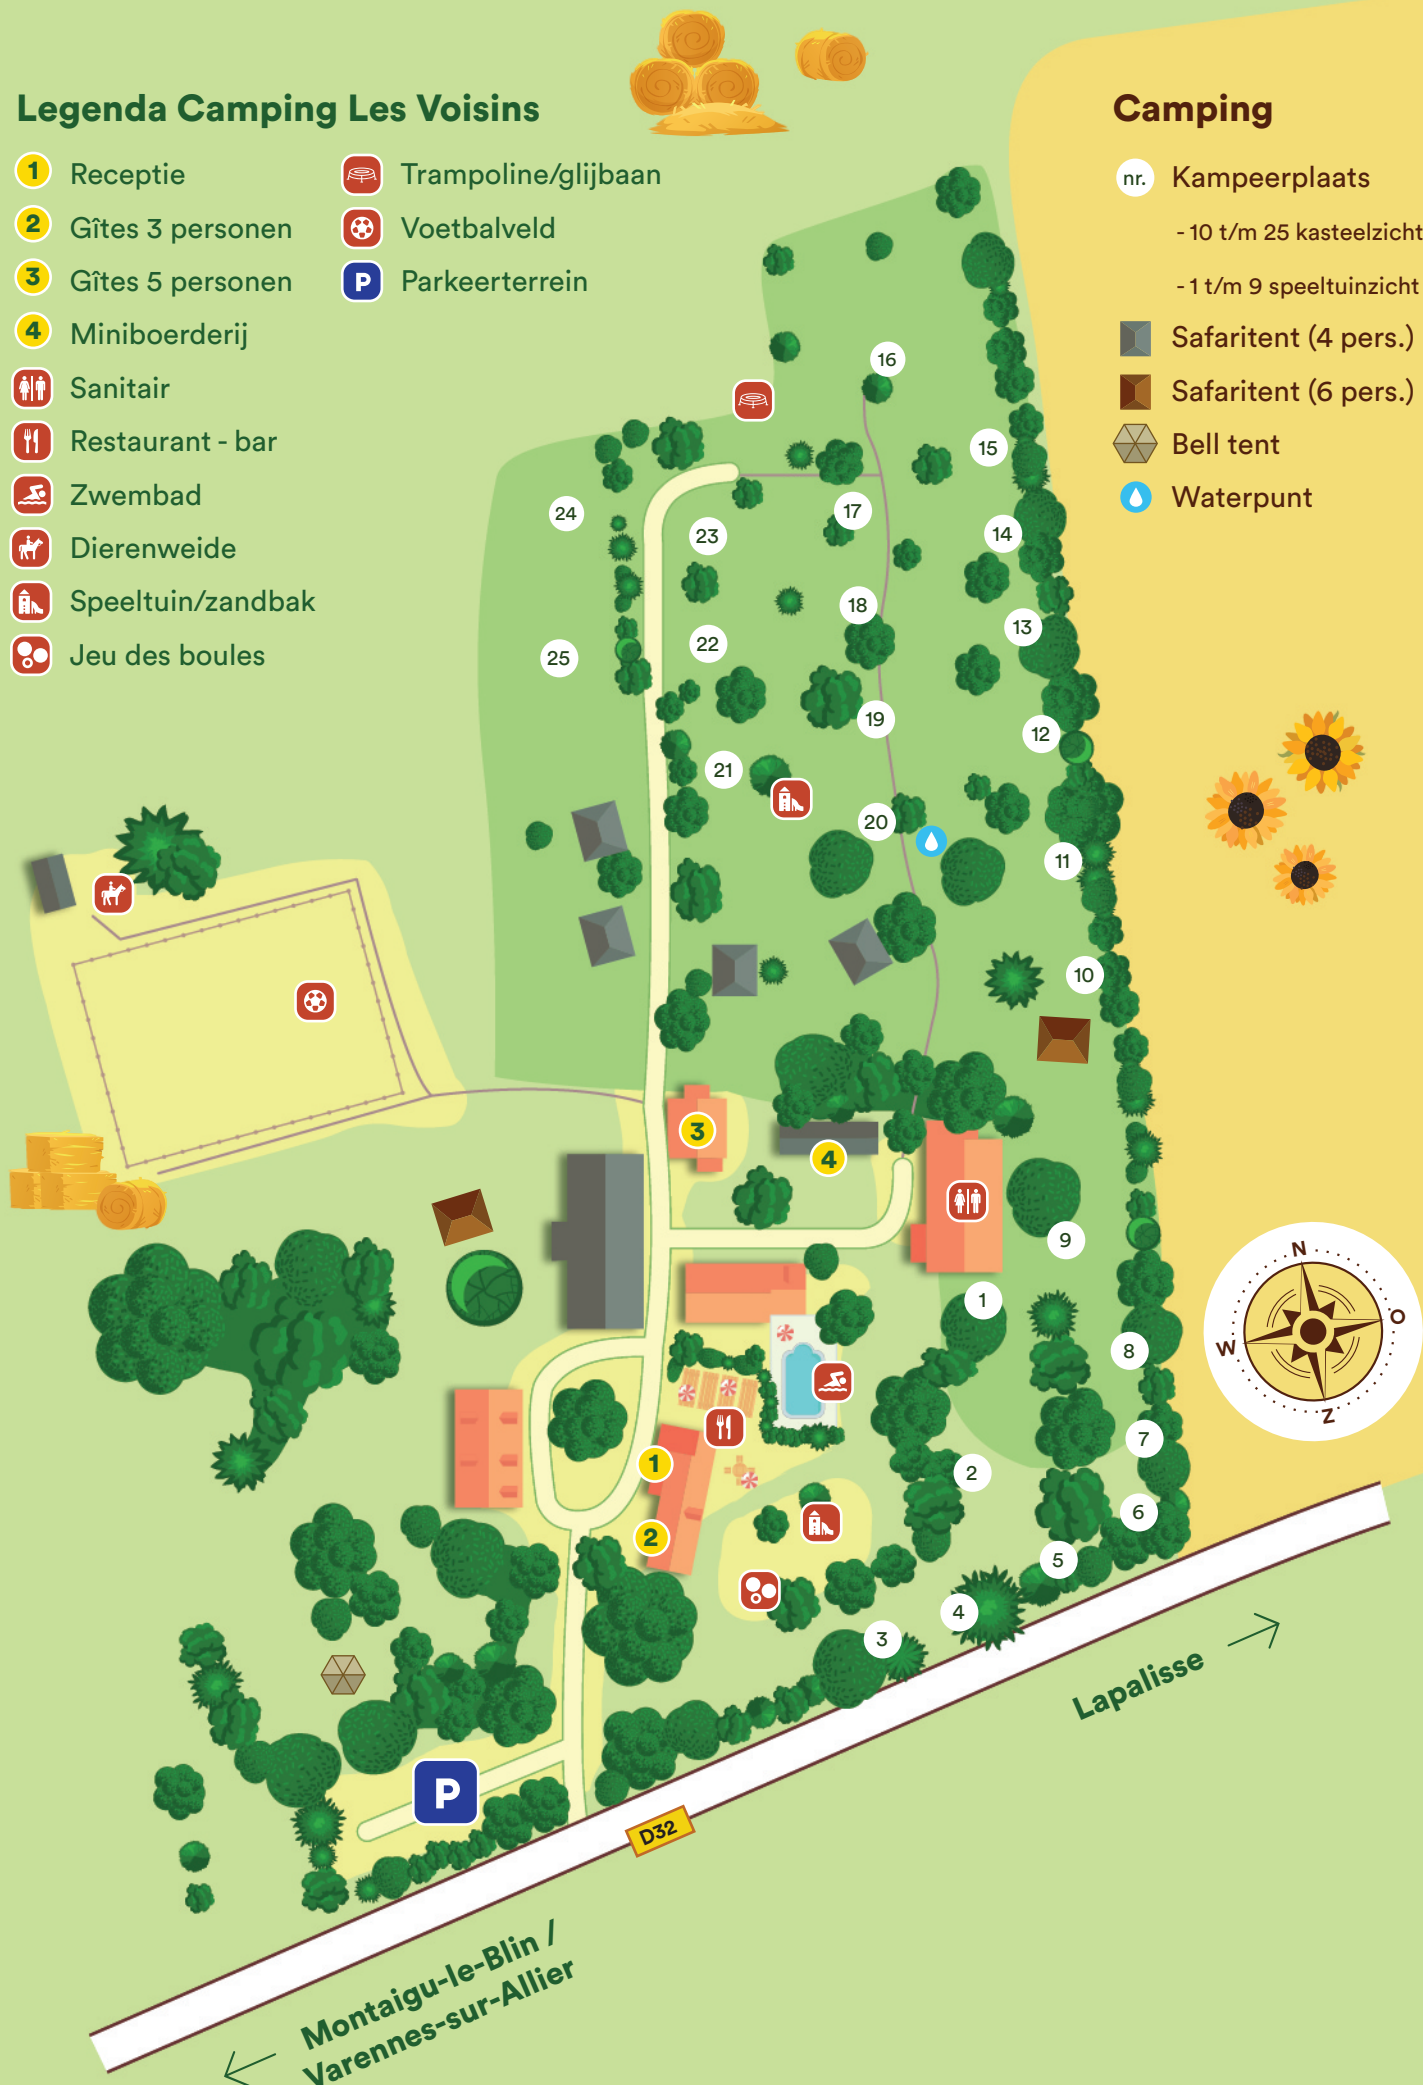 Legenda Camping Les Voisins
1 Receptie
2 Gîtes 3 personen
3 Gîtes 5 personen
4 Miniboerderij
Sanitair
Restaurant - bar
Zwembad
Dierenweide
Speeltuin/zandbak
Jeu des boules
Trampoline/glijbaan
Voetbalveld
P Parkeerterrein
Camping
nr. Kampeerplaats
- 10 t/m 25 kasteelzicht
- 1 t/m 9 speeltuinzicht
Safaritent (4 pers.)
Safaritent (6 pers.)
Bell tent
Waterpunt
16
15
24
17
23
14
18
13
22
25
19
12
21
20
11
10
3
4
9
1
8
7
1
2
6
2
5
4
3
N
O
W
Z
P
D32
Lapalisse
Montaigu-le-Blin /
Varennes-sur-Allier